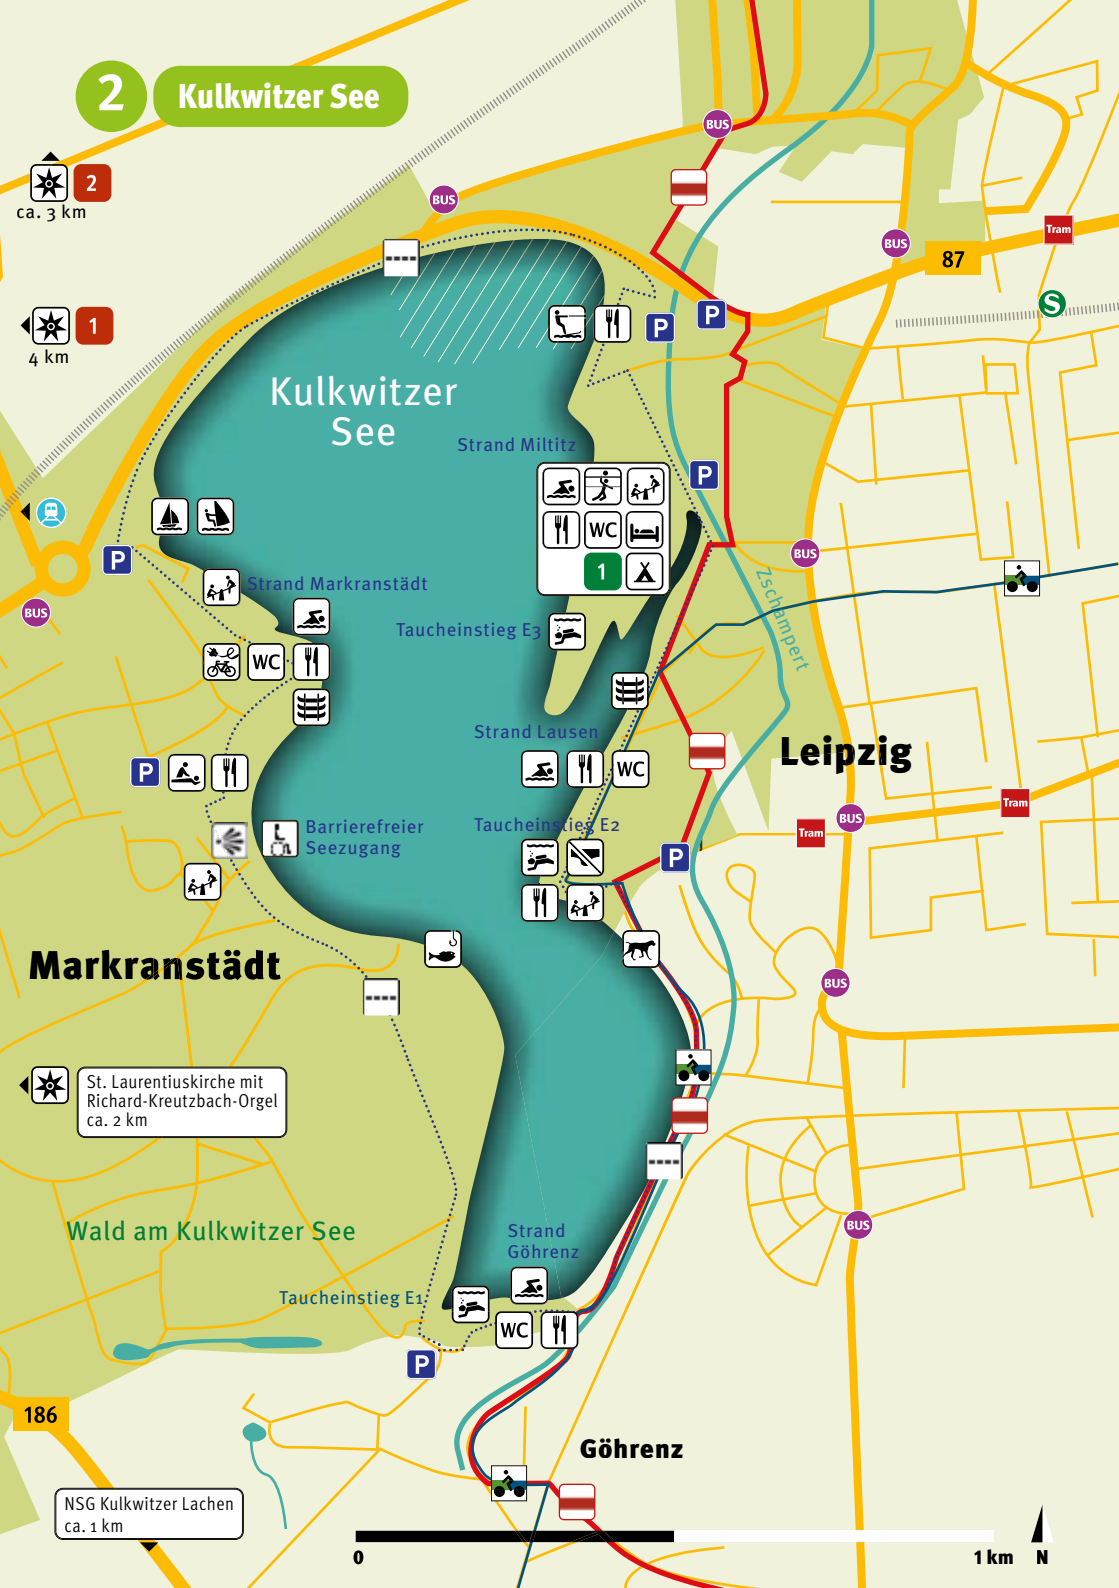 2
Kulkwitzer See
BUS
2
ca. 3 km
BUS
Tram
BUS
87
S
1
4 km
P
P
Kulkwitzer
See
Strand Miltitz
P
WC
1
P
BUS
Strand Markranstädt
Zschampert
BUS
Taucheinstieg E3
WC
Strand Lausen
Leipzig
P
WC
Tram
BUS
Tram
Barrierefreier
Seezugang
Taucheinstieg E2
P
Markranstädt
BUS
St. Laurentiuskirche mit
Richard-Kreutzbach-Orgel
ca. 2 km
Wald am Kulkwitzer See
Strand
Göhrenz
BUS
Taucheinstieg E1
WC
P
186
Göhrenz
NSG Kulkwitzer Lachen
ca. 1 km
0
1 km
N